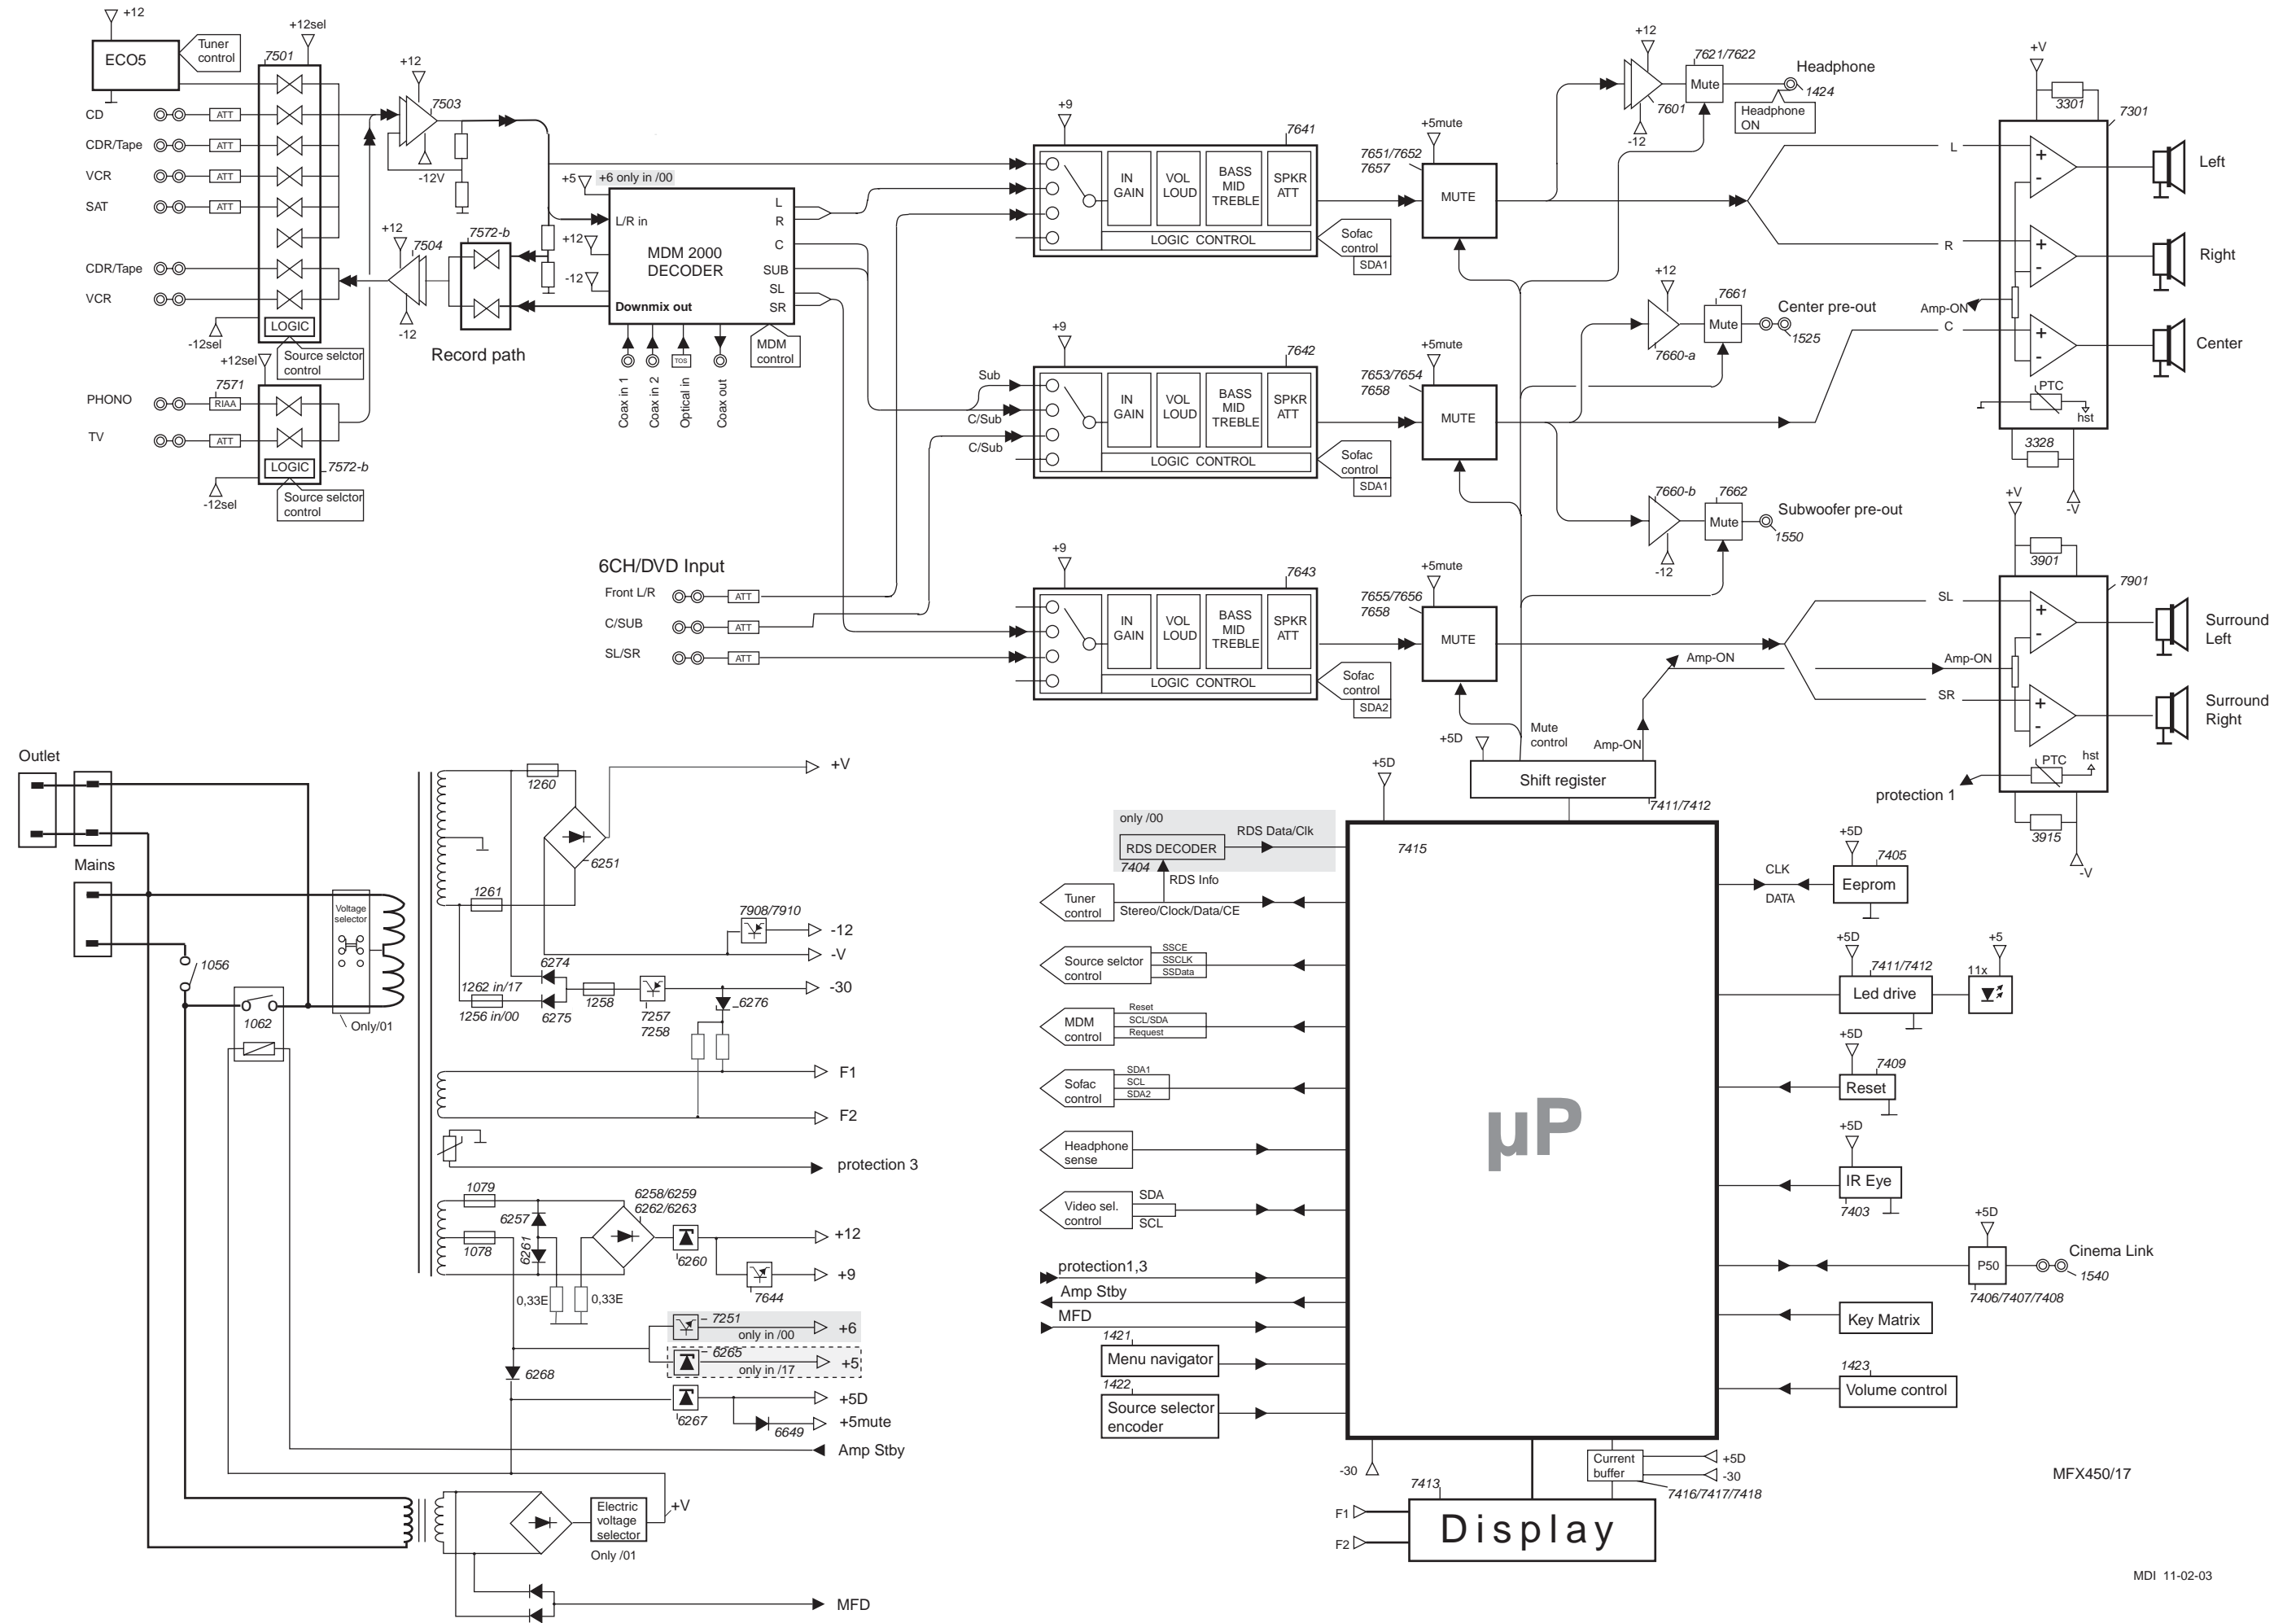 +12
ECO5
Tuner
control
+12sel
7501
CD
ATT
CDR/Tape
ATT
VCR
ATT
SAT
ATT
CDR/Tape
VCR
LOGIC
-12sel
Source selctor
control
+12sel
PHONO
7571
RIAA
TV
ATT
LOGIC
7572-b
-12sel
Source selctor
control
+12
7503
-12V
+12
7504
-12
7572-b
Record path
+5
+6 only in /00
L/R in
+12
-12
MDM 2000
DECODER
Downmix out
L
R
C
SUB
SL
SR
TOS
MDM
control
Coax in 1
Coax in 2
Optical in
Coax out
6CH/DVD Input
Front L/R
ATT
C/SUB
ATT
SL/SR
ATT
+9
7641
IN
GAIN
VOL
LOUD
BASS
MID
TREBLE
SPKR
ATT
LOGIC CONTROL
Sofac
control
SDA1
+9
7642
Sub
C/Sub
C/Sub
IN
GAIN
VOL
LOUD
BASS
MID
TREBLE
SPKR
ATT
LOGIC CONTROL
Sofac
control
SDA1
+9
7643
IN
GAIN
VOL
LOUD
BASS
MID
TREBLE
SPKR
ATT
LOGIC CONTROL
Sofac
control
SDA2
+5mute
7651/7652
7657
MUTE
+5mute
7653/7654
7658
MUTE
+5mute
7655/7656
7658
MUTE
+12
7601
-12
7621/7622
Mute
Headphone
1424
Headphone
ON
+12
7660-a
7661
Mute
Center pre-out
1525
7660-b
-12
7662
Mute
Subwoofer pre-out
1550
+V
3301
7301
L
R
Amp-ON
C
+
-
+
-
+
-
PTC
hst
3328
-V
Left
Right
Center
+V
3901
7901
SL
Amp-ON
SR
+
-
+
-
PTC
hst
protection 1
3915
-V
Surround
Left
Surround
Right
Amp-ON
Mute
control
Amp-ON
+5D
Shift register
7411/7412
Outlet
Mains
1056
1062
Voltage
selector
Only/01
1260
6251
+V
1261
7908/7910
-12
-V
6274
1262 in/17
1256 in/00
6275
1258
7257
7258
6276
-30
F1
F2
protection 3
1079
1078
6257
6261
6258/6259
6262/6263
6260
+12
7644
+9
0,33E
0,33E
7251
only in /00
+6
6265
only in /17
+5
6268
6267
+5D
6649
+5mute
Amp Stby
+V
Electric
voltage
selector
Only /01
MFD
+5D
only /00
RDS DECODER
7404
RDS Data/Clk
RDS Info
Tuner
control
Stereo/Clock/Data/CE
Source selctor
control
SSCE
SSCLK
SSData
MDM
control
Reset
SCL/SDA
Request
Sofac
control
SDA1
SCL
SDA2
Headphone
sense
Video sel.
control
SDA
SCL
protection1,3
Amp Stby
MFD
1421
Menu navigator
1422
Source selector
encoder
7415
µP
-30
7413
F1
F2
Display
Current
buffer
+5D
-30
7416/7417/7418
CLK
DATA
+5D
7405
Eeprom
+5D
7411/7412
Led drive
+5
11x
+5D
7409
Reset
+5D
IR Eye
7403
+5D
P50
7406/7407/7408
Cinema Link
1540
Key Matrix
1423
Volume control
MFX450/17
MDI 11-02-03